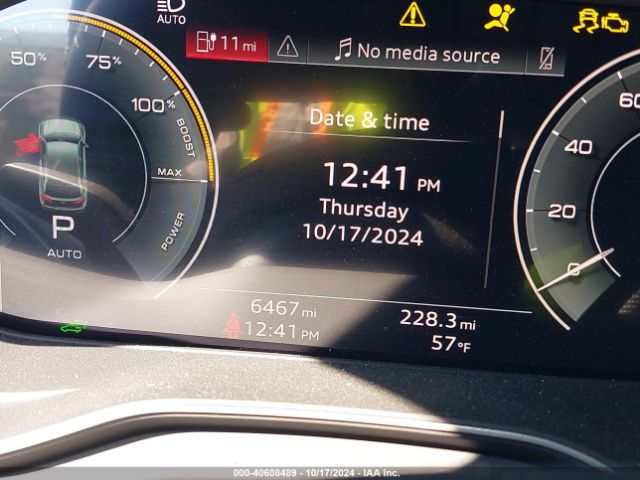 AUTO
11 mi
No media source
50%
75%
100%
BOOST
MAX
POWER
P
AUTO
Date & time
12:41 PM
Thursday
10/17/2024
60
40
20
0
6467 mi
12:41 PM
228.3 mi
57°F
000-40608489 - 10/17/2024 - IAA Inc.